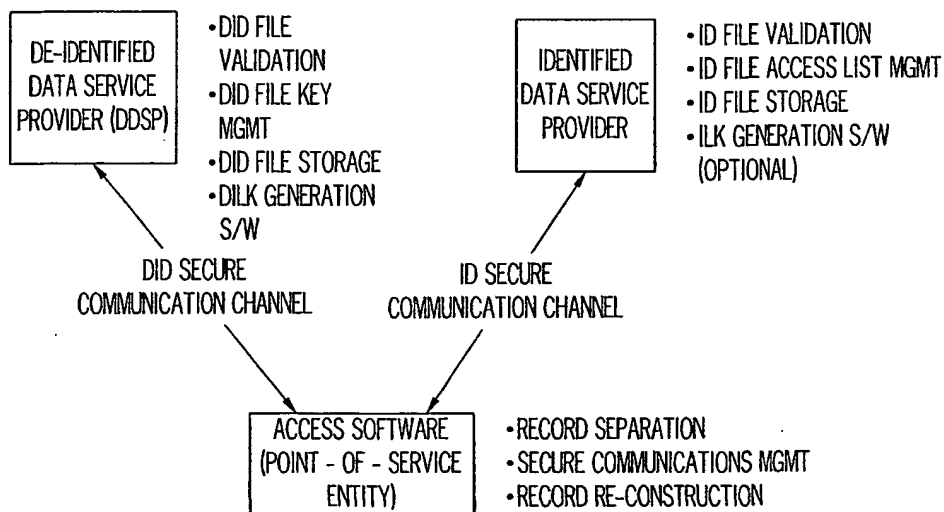 DE-IDENTIFIED
DATA SERVICE
PROVIDER (DDSP)
•DID FILE
VALIDATION
•DID FILE KEY
MGMT
•DID FILE STORAGE
•DILK GENERATION
S/W
IDENTIFIED
DATA SERVICE
PROVIDER
•ID FILE VALIDATION
•ID FILE ACCESS LIST MGMT
•ID FILE STORAGE
•ILK GENERATION S/W
(OPTIONAL)
DID SECURE
COMMUNICATION CHANNEL
ID SECURE
COMMUNICATION CHANNEL
ACCESS SOFTWARE
(POINT - OF - SERVICE
ENTITY)
•RECORD SEPARATION
•SECURE COMMUNICATIONS MGMT
•RECORD RE-CONSTRUCTION